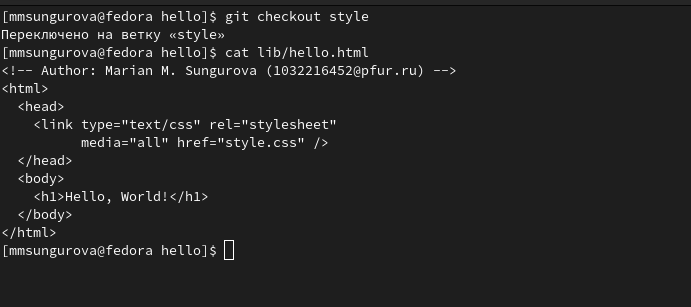 [mmsungurova@fedora hello]$ git checkout style
Переключено на ветку «style»
[mmsungurova@fedora hello]$ cat lib/hello.html
<!-- Author: Marian M. Sungurova (1032216452@pfur.ru) -->
<html>
  <head>
    <link type="text/css" rel="stylesheet"
          media="all" href="style.css" />
  </head>
  <body>
    <h1>Hello, World!</h1>
  </body>
</html>
[mmsungurova@fedora hello]$